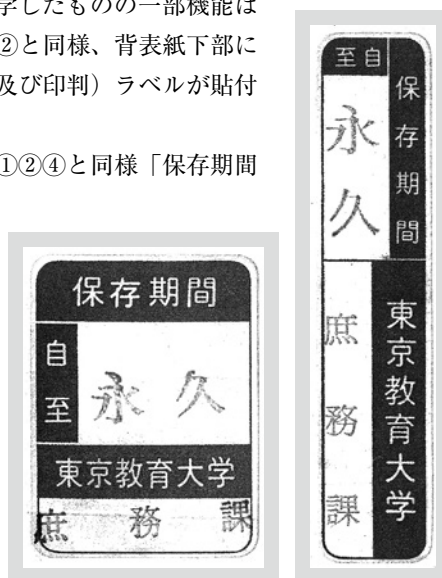 学したものの一部機能は
②と同様、背表紙下部に
及び印判）ラベルが貼付
①②④と同様「保存期間
保存期間
自至
永久
東京教育大学
庶務課
保存期間
至自
永久
東京教育大学
庶務課